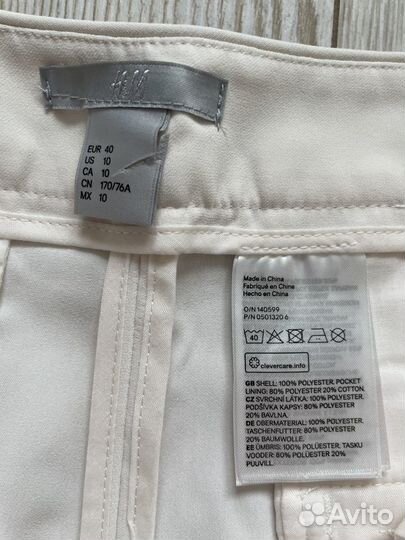 H&M
EUR 40
US 10
CA 10
CN 170/76A
MX 10
Made in China
Fabriqué en Chine
Hecho en China
O/N 140599
P/N 0501320 6
40
clevercare.info
GB SHELL: 100% POLYESTER. POCKET
LINING: 80% POLYESTER 20% COTTON.
CZ SVRCHNÍ LÁTKA: 100% POLYESTER.
PODŠÍVKA KAPSY: 80% POLYESTER
20% BAVLNA.
DE OBERMATERIAL: 100% POLYESTER.
TASCHENFUTTER: 80% POLYESTER
20% BAUMWOLLE.
EE ÜMBRIS: 100% POLÜESTER. TASKU
VOODER: 80% POLÜESTER 20%
PUUVILL.
Avito